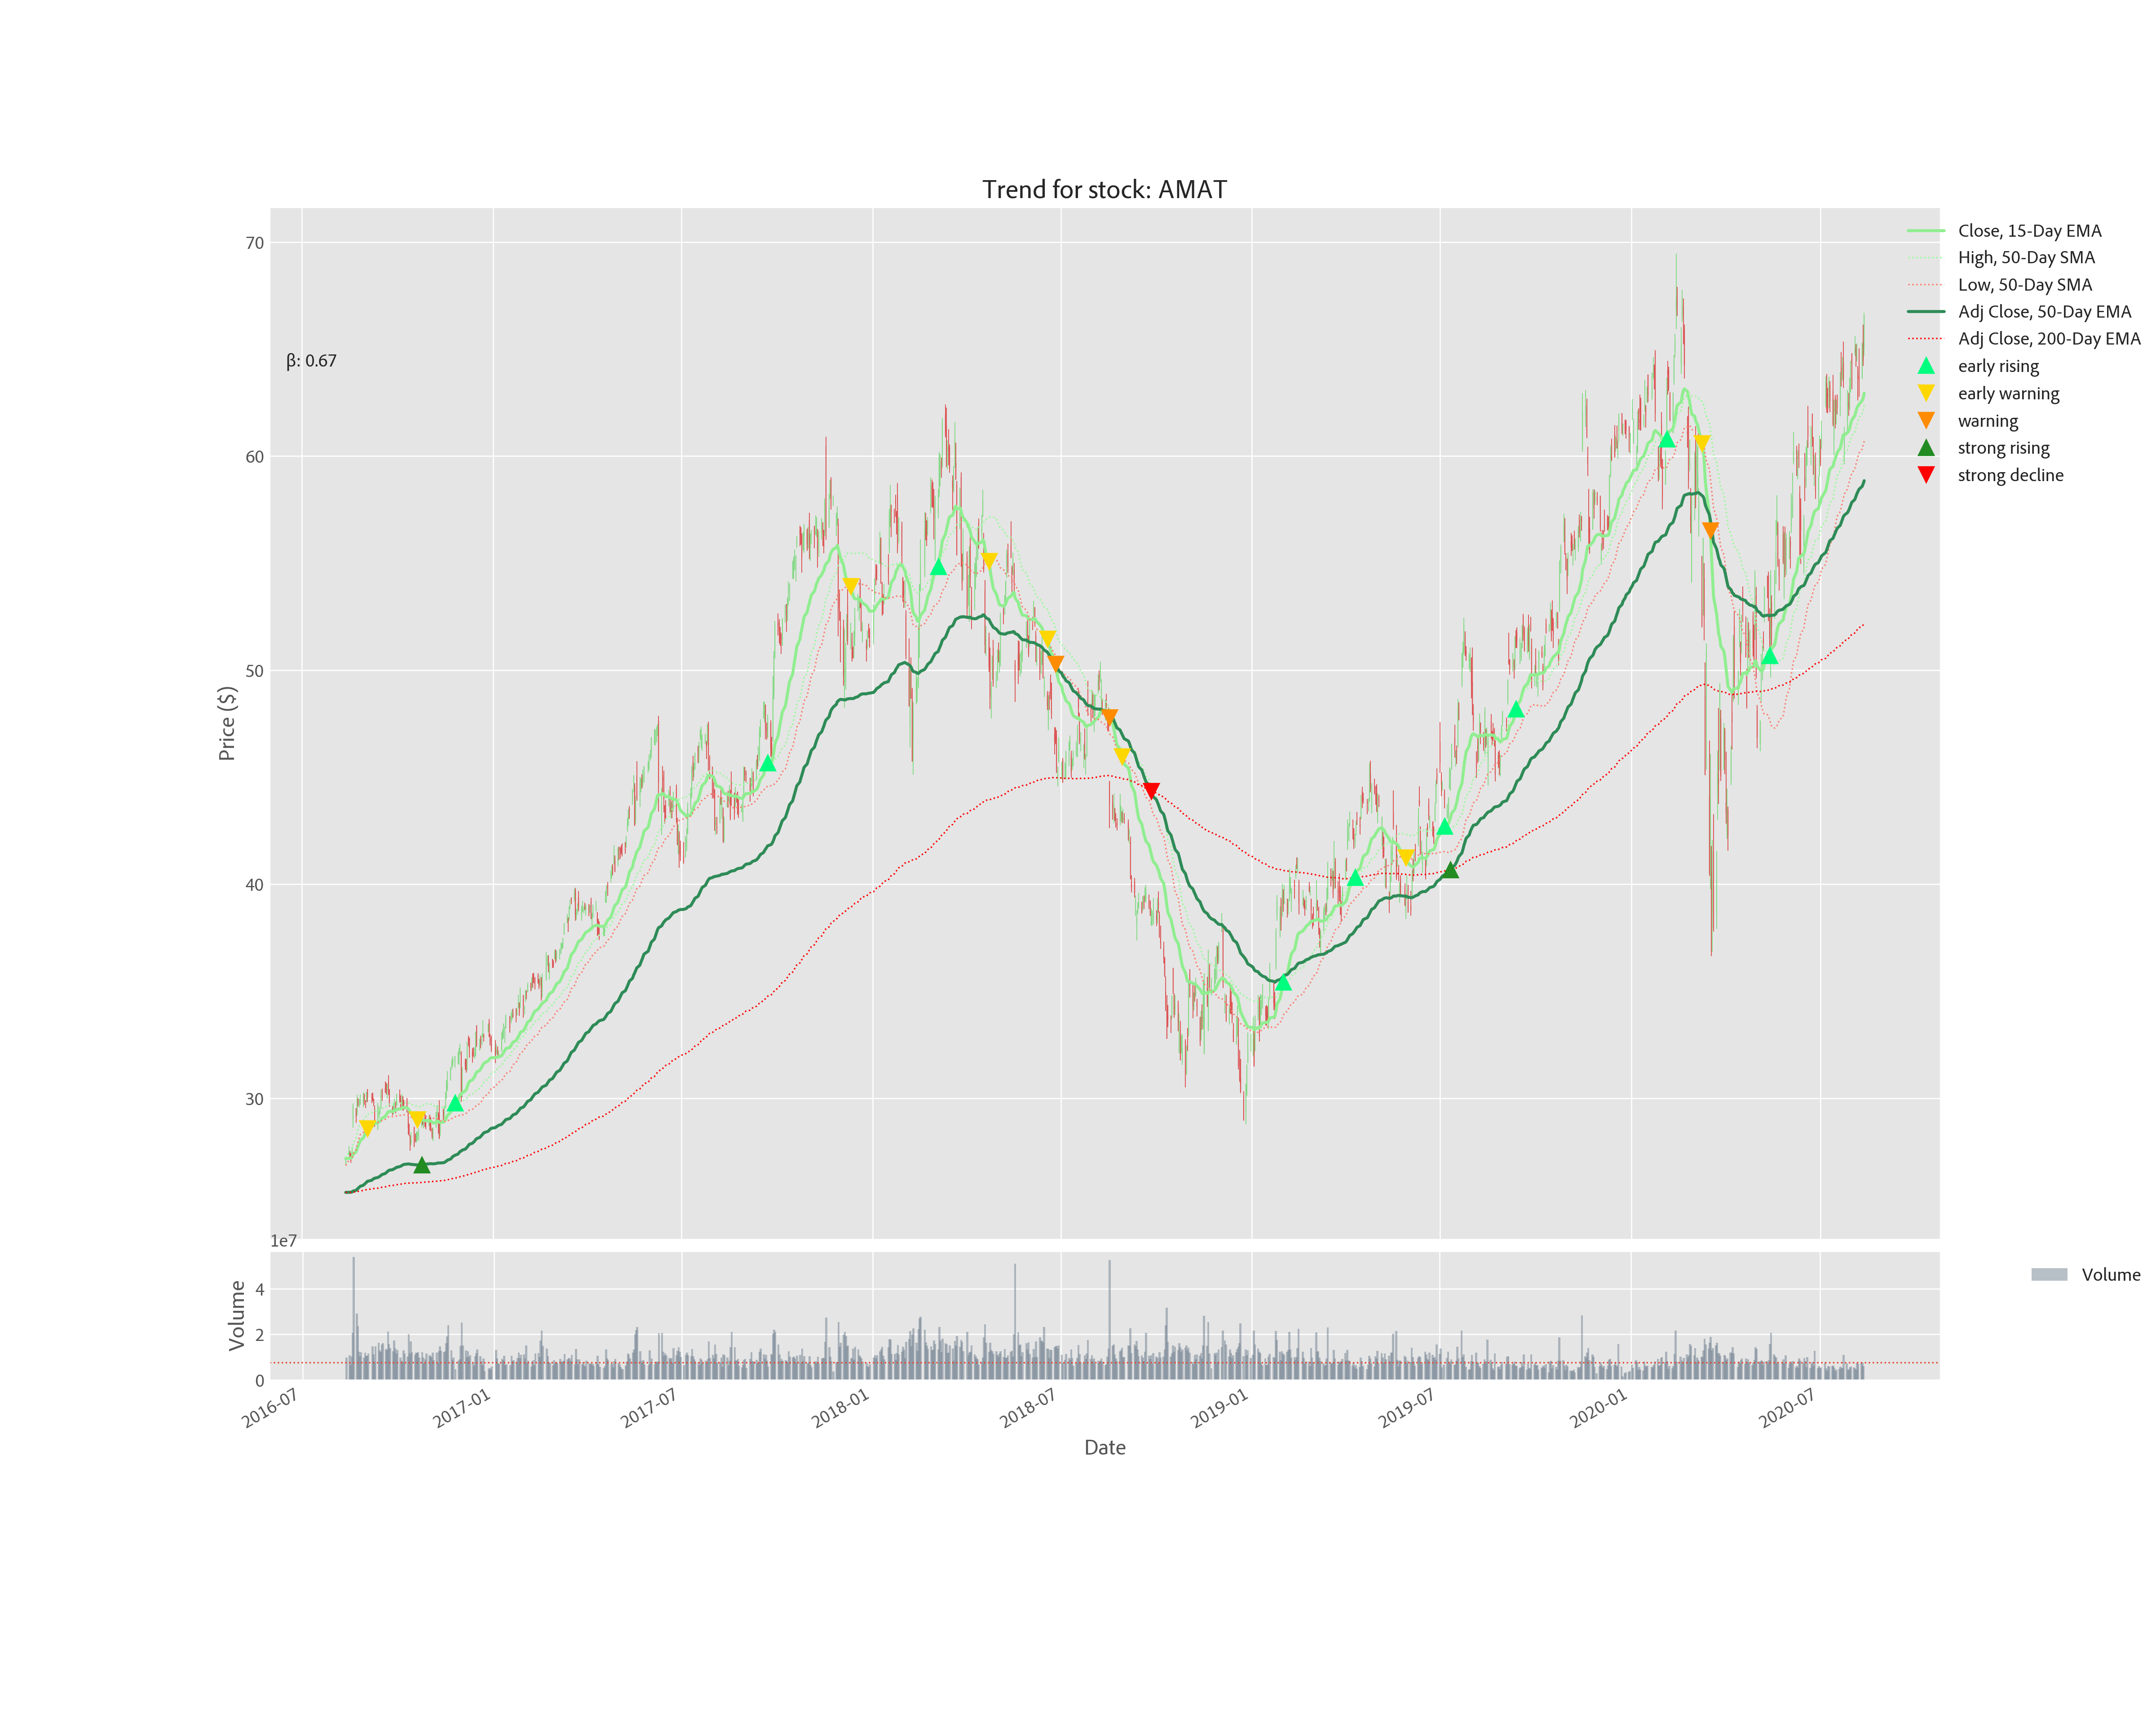 Trend for stock: AMAT
70
60
50
40
30
Price ($)
β: 0.67
Close, 15-Day EMA
High, 50-Day SMA
Low, 50-Day SMA
Adj Close, 50-Day EMA
Adj Close, 200-Day EMA
early rising
early warning
warning
strong rising
strong decline
1e7
4
2
0
Volume
Volume
2016-07
2017-01
2017-07
2018-01
2018-07
2019-01
2019-07
2020-01
2020-07
Date